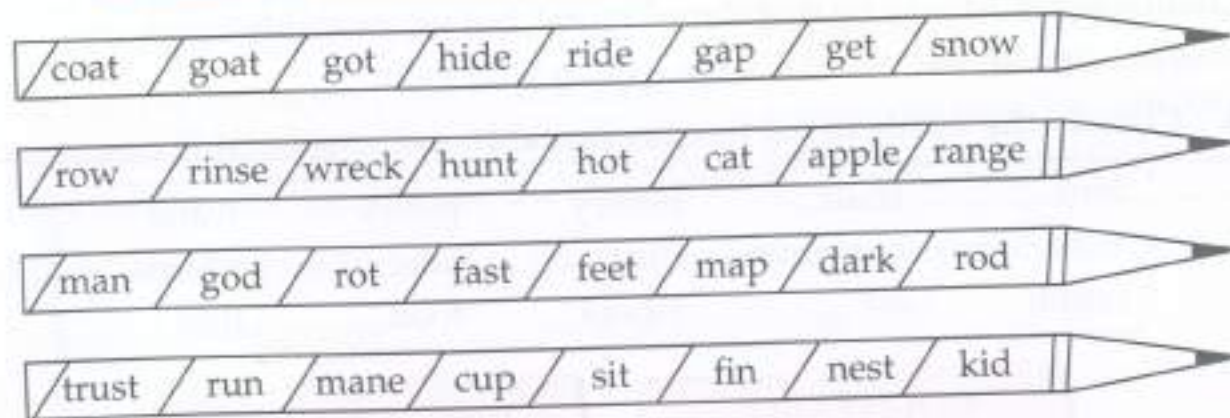 coat goat got hide ride gap get snow
row rinse wreck hunt hot cat apple range
man god rot fast feet map dark rod
trust run mane cup sit fin nest kid